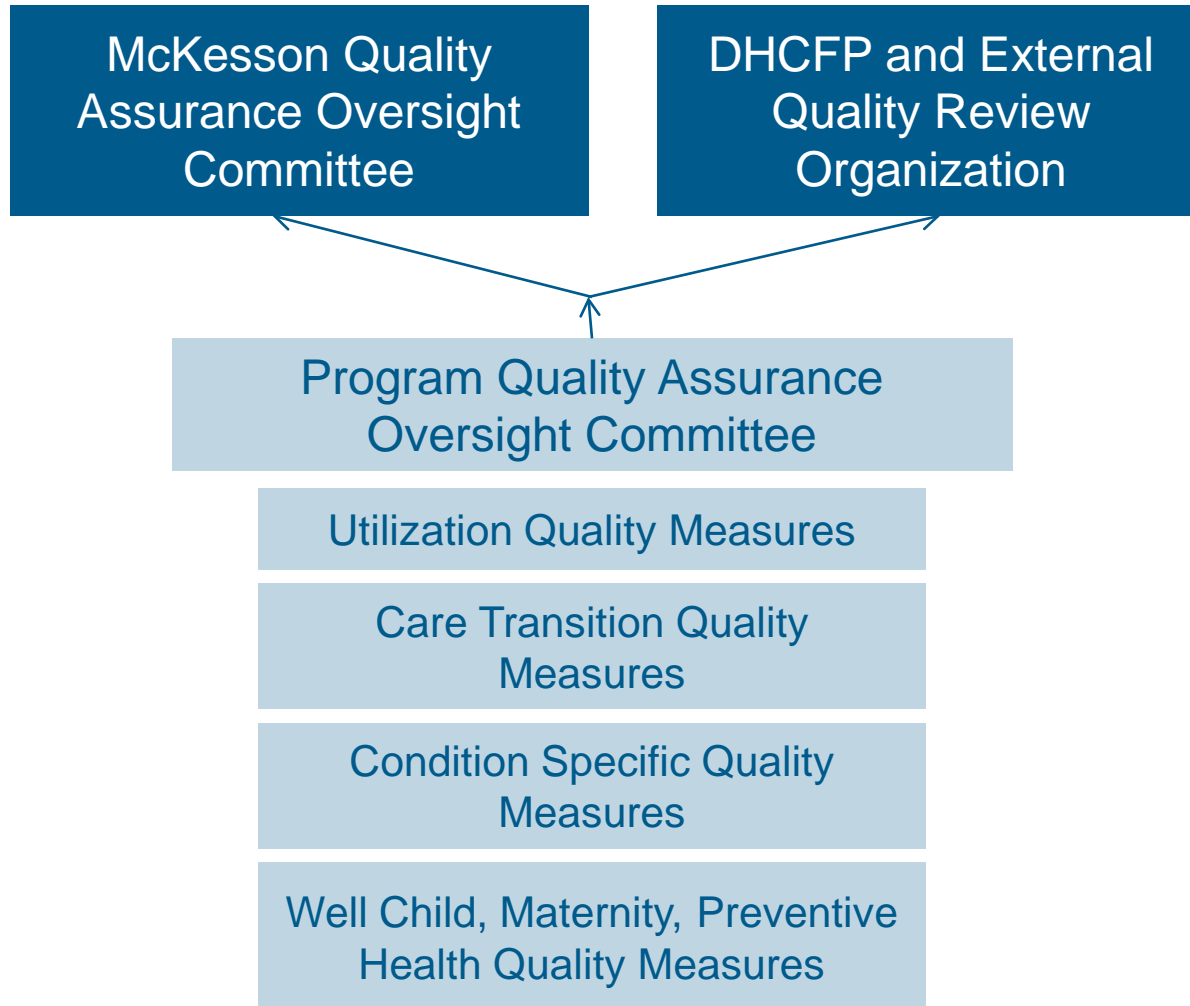 McKesson Quality
Assurance Oversight
Committee
DHCFP and External
Quality Review
Organization
Program Quality Assurance
Oversight Committee
Utilization Quality Measures
Care Transition Quality
Measures
Condition Specific Quality
Measures
Well Child, Maternity, Preventive
Health Quality Measures